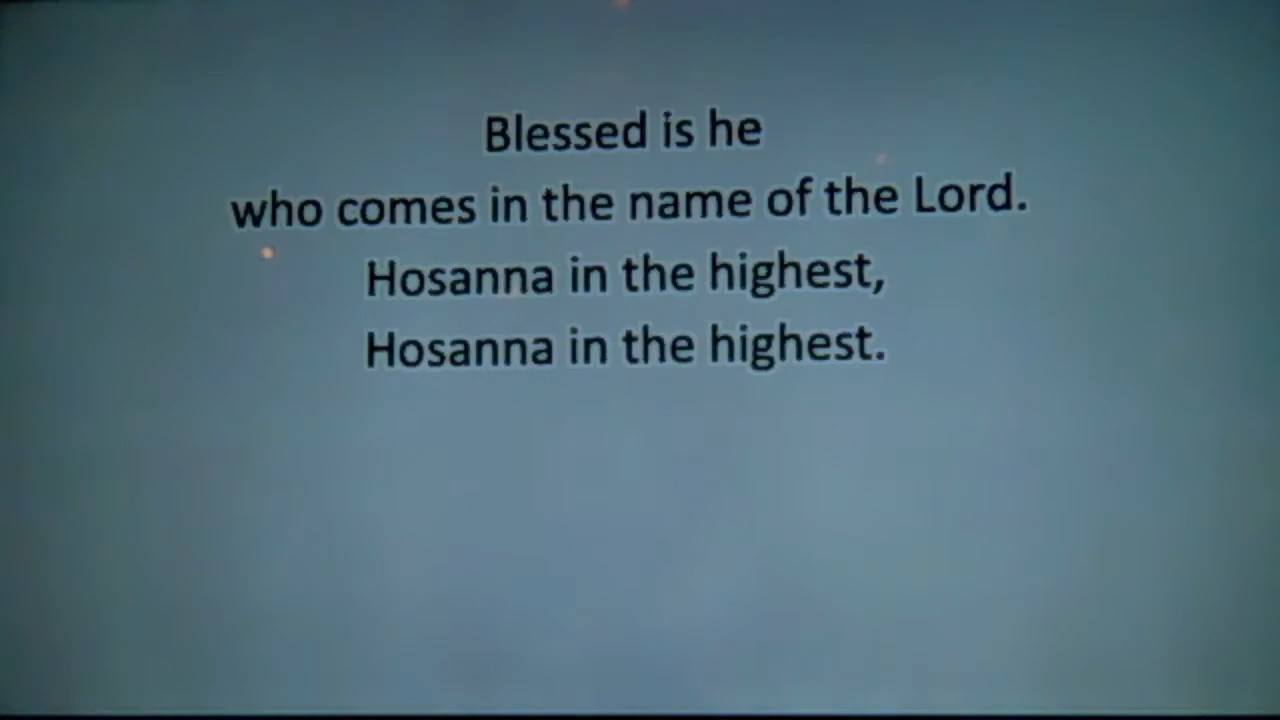 Blessed is he
who comes in the name of the Lord.
Hosanna in the highest,
Hosanna in the highest.